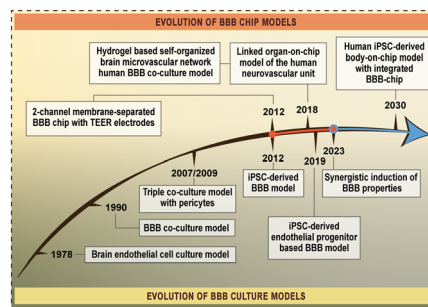 EVOLUTION OF BBB CHIP MODELS
Hydrogel based self-organized
brain microvascular network
human BBB co-culture model
Linked organ-on-chip
model of the human
neurovascular unit
Human iPSC-derived
body-on-chip model
with integrated
BBB-chip
2-channel membrane-separated
BBB chip with TEER electrodes
2012
2018
2030
2007/2009
2012
2019
2023
Triple co-culture model
with pericytes
iPSC-derived
BBB model
Synergistic induction of
BBB properties
1990
BBB co-culture model
iPSC-derived
endothelial progenitor
based BBB model
1978
Brain endothelial cell culture model
EVOLUTION OF BBB CULTURE MODELS